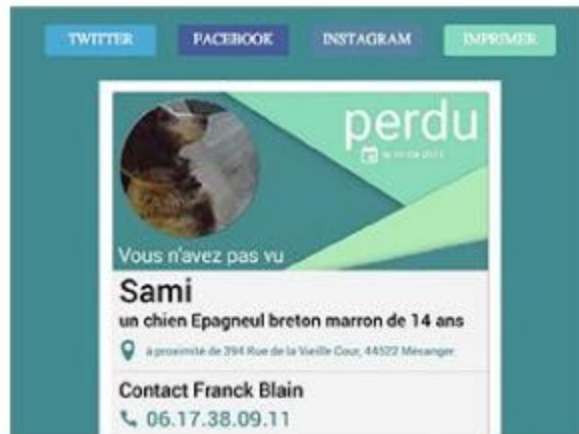 TWITTER FACEBOOK INSTAGRAM IMPRIMER
perdu
Vous n'avez pas vu
Sami
un chien Epagneul breton marron de 14 ans
à proximité de 394 Rue de la Vieille Cour, 44522 Mésanger
Contact Franck Blain
06.17.38.09.11